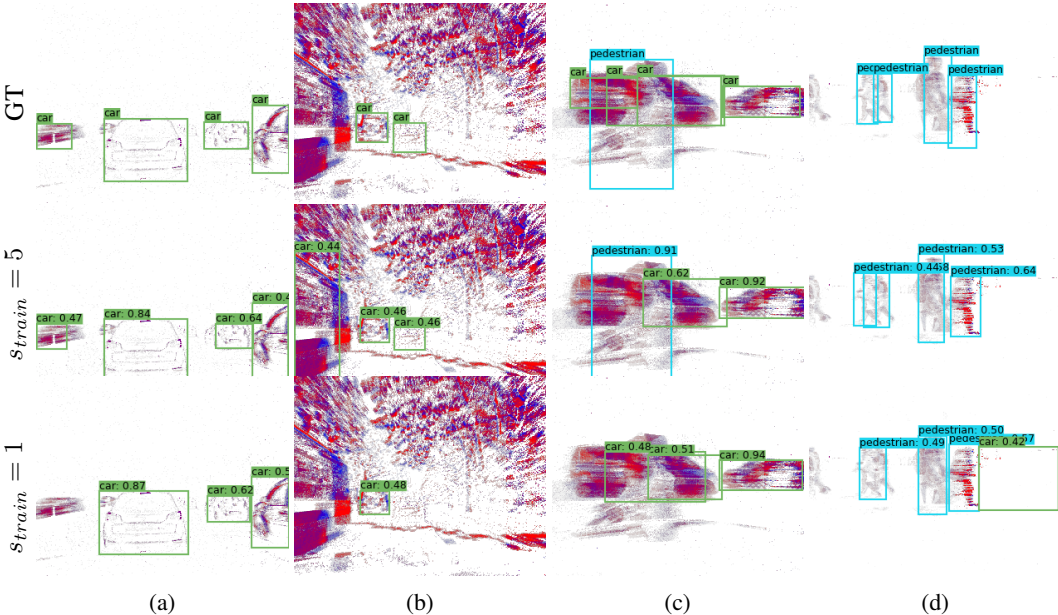 GT
car
car
car
car
car
car
pedestrian
car
car
car
car
pedestrian
pedestrian
pedestrian
s_train = 5
car: 0.47
car: 0.84
car: 0.64
car: 0.44
car: 0.46
car: 0.46
pedestrian: 0.91
car: 0.62
car: 0.92
pedestrian: 0.53
pedestrian: 0.44
pedestrian: 0.64
s_train = 1
car: 0.87
car: 0.62
car: 0.48
car: 0.48
car: 0.51
car: 0.94
pedestrian: 0.50
pedestrian: 0.49
car: 0.42
(a)
(b)
(c)
(d)